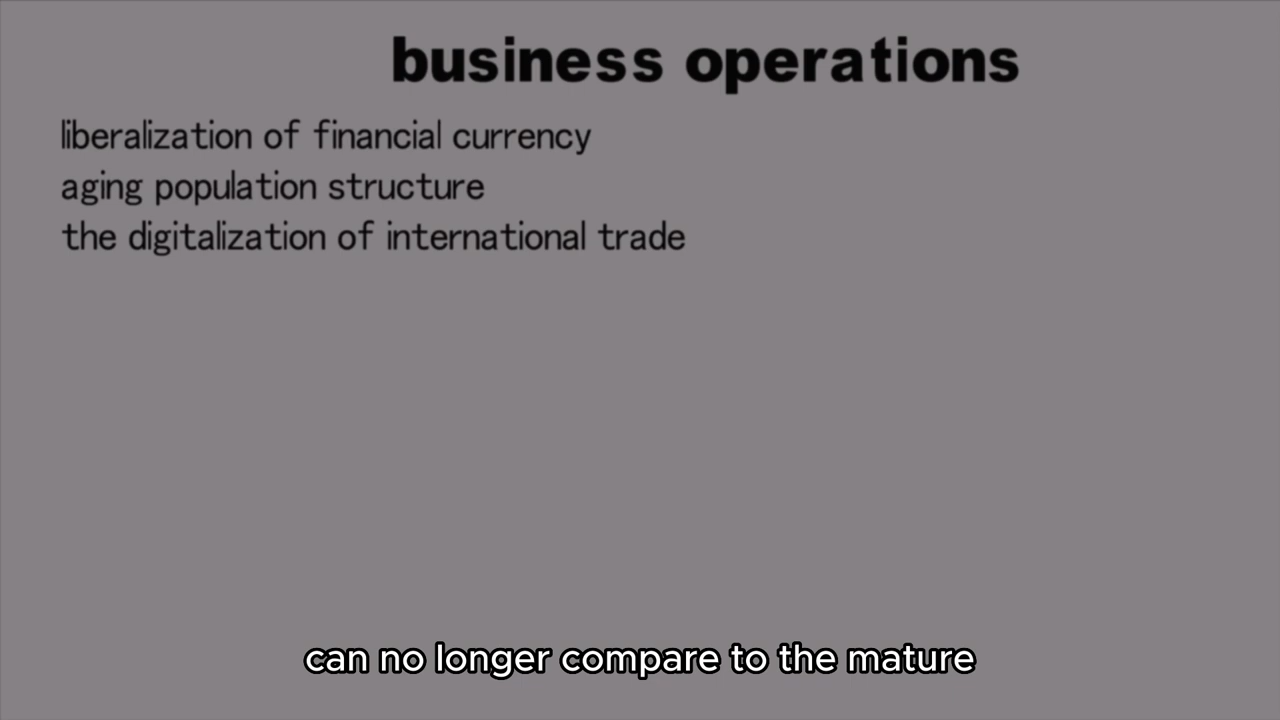 business operations
liberalization of financial currency
aging population structure
the digitalization of international trade
can no longer compare to the mature